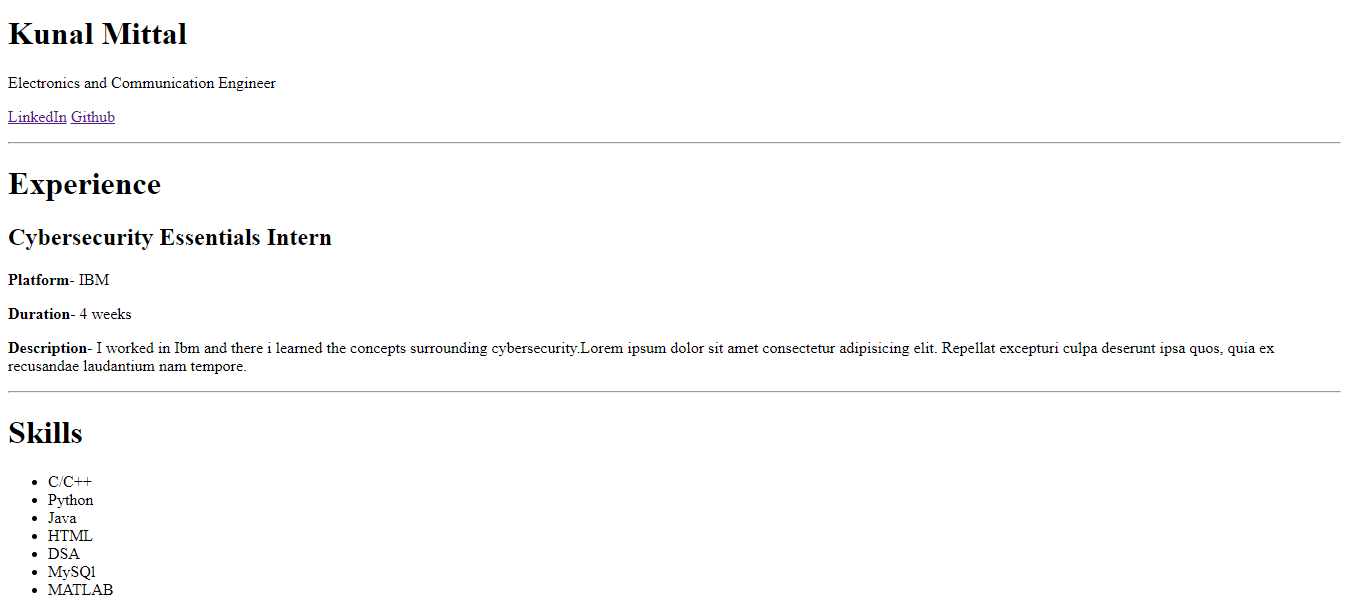 Kunal Mittal
Electronics and Communication Engineer
LinkedIn Github
Experience
Cybersecurity Essentials Intern
Platform- IBM
Duration- 4 weeks
Description- I worked in Ibm and there i learned the concepts surrounding cybersecurity.Lorem ipsum dolor sit amet consectetur adipisicing elit. Repellat excepturi culpa deserunt ipsa quos, quia ex
recusandae laudantium nam tempore.
Skills
• C/C++
• Python
• Java
• HTML
• DSA
• MySQl
• MATLAB